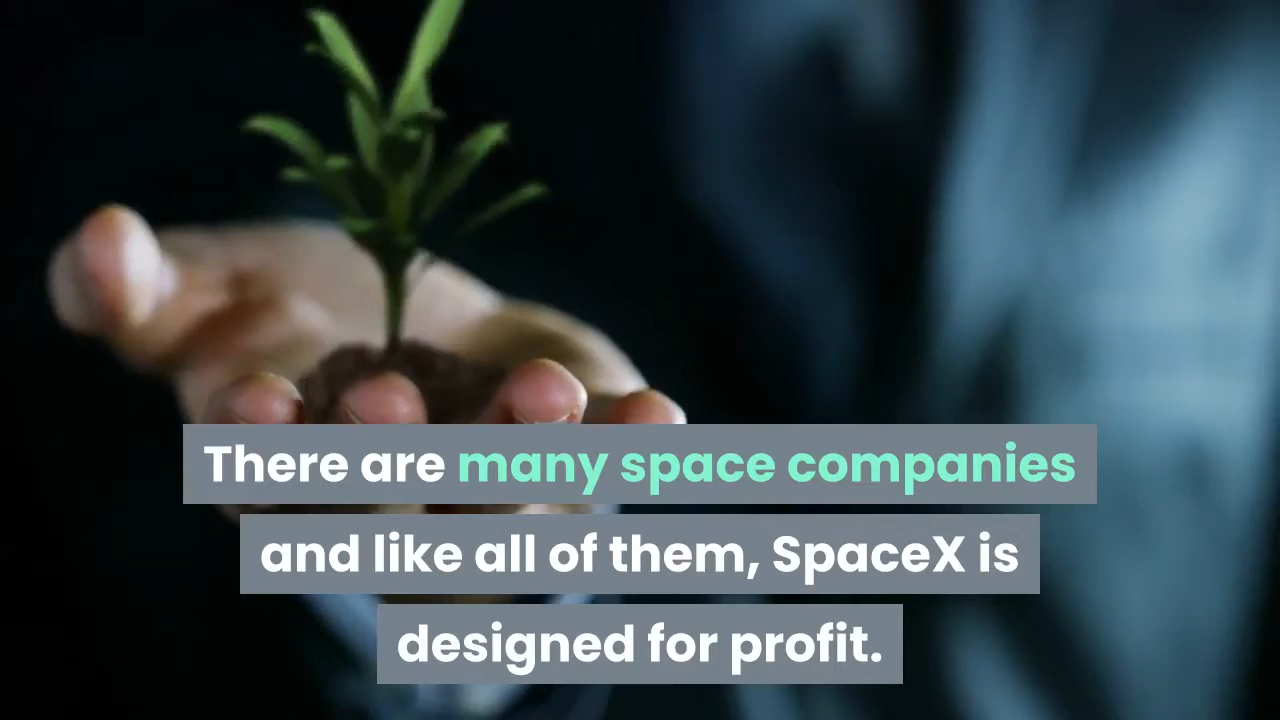 There are many space companies
and like all of them, SpaceX is
designed for profit.